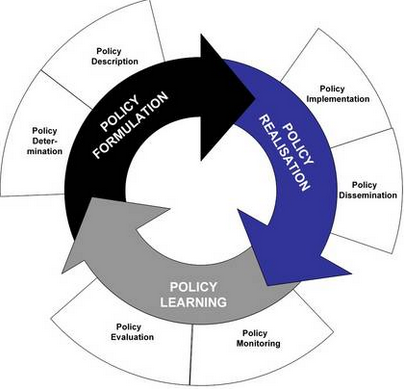 Policy
Description
Policy
Deter-
mination
POLICY
FORMULATION
POLICY
REALISATION
Policy
Implementation
Policy
Dissemination
POLICY
LEARNING
Policy
Evaluation
Policy
Monitoring